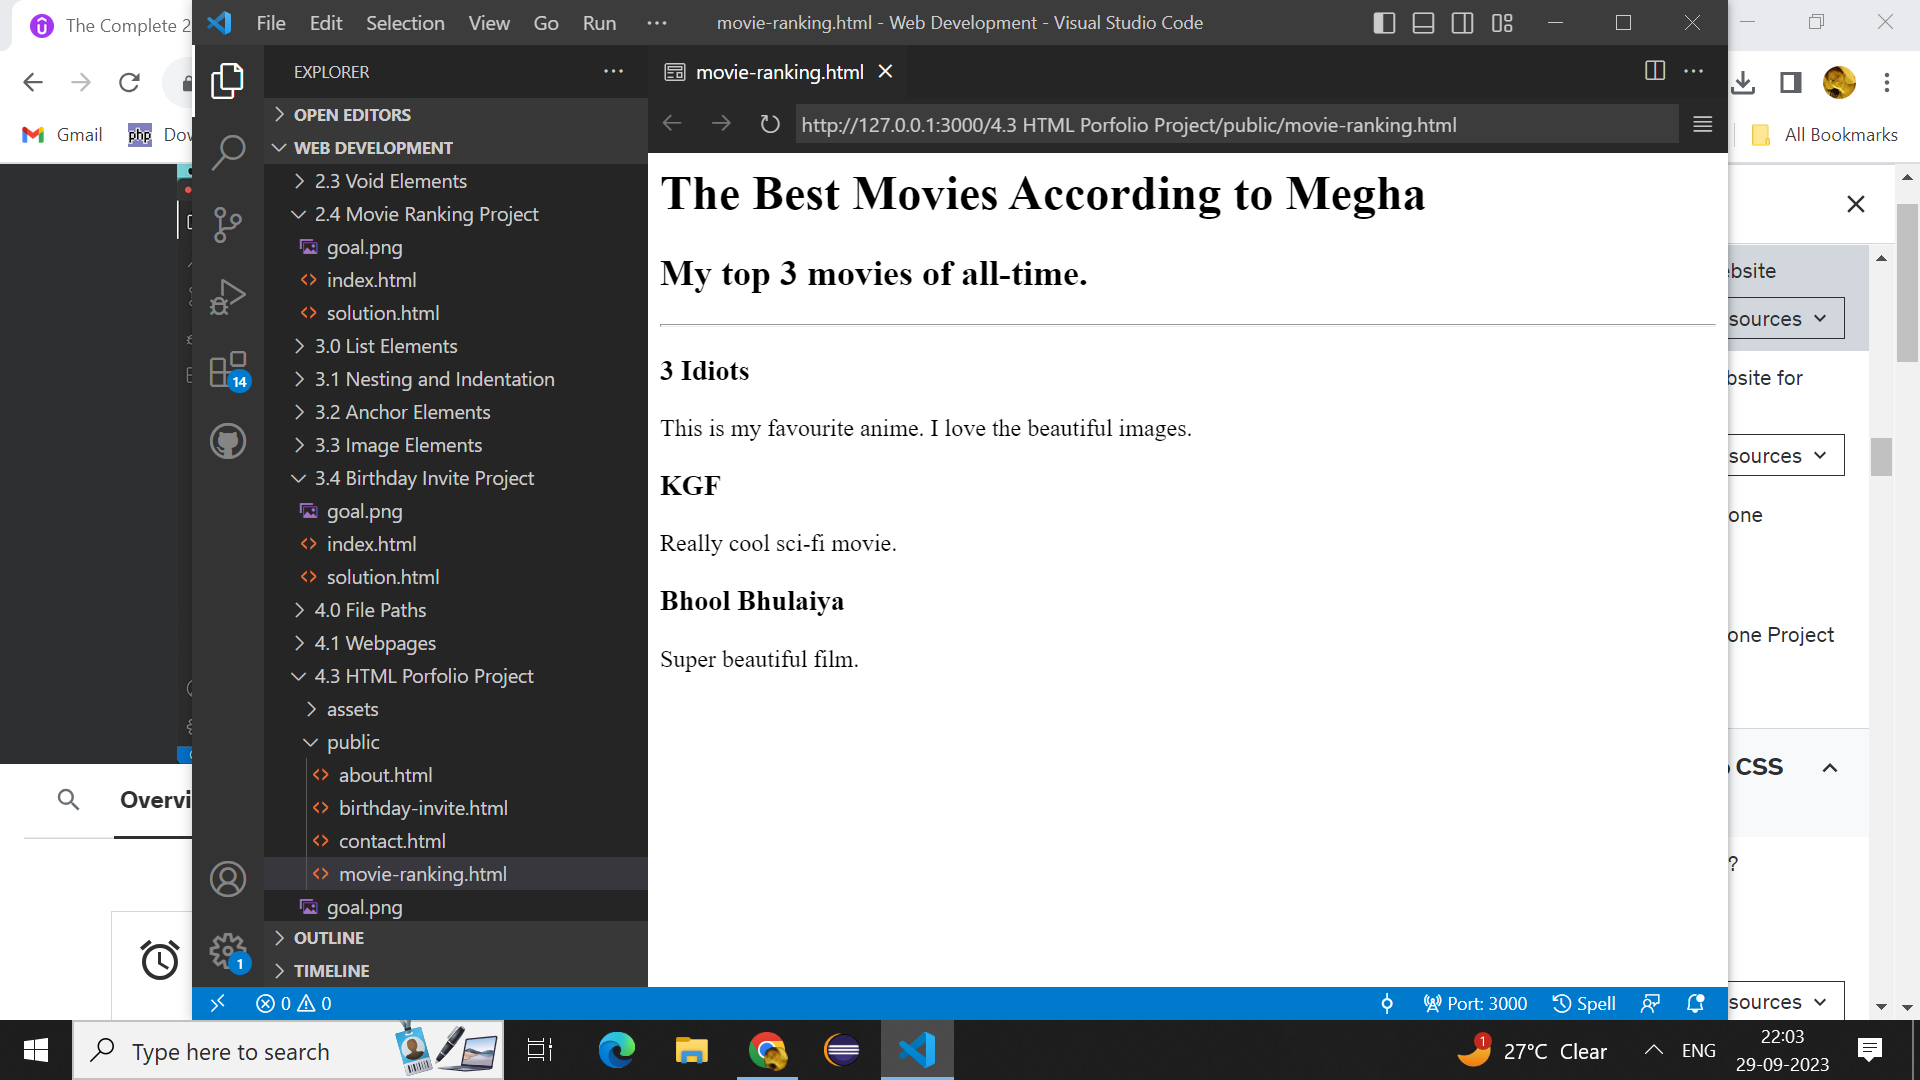 The Complete 2
File Edit Selection View Go Run
movie-ranking.html - Web Development - Visual Studio Code
EXPLORER
movie-ranking.html
OPEN EDITORS
http://127.0.0.1:3000/4.3 HTML Porfolio Project/public/movie-ranking.html
Gmail
php
Dow
All Bookmarks
WEB DEVELOPMENT
2.3 Void Elements
2.4 Movie Ranking Project
goal.png
index.html
solution.html
3.0 List Elements
3.1 Nesting and Indentation
3.2 Anchor Elements
3.3 Image Elements
3.4 Birthday Invite Project
goal.png
index.html
solution.html
4.0 File Paths
4.1 Webpages
4.3 HTML Porfolio Project
assets
public
about.html
birthday-invite.html
contact.html
movie-ranking.html
goal.png
OUTLINE
TIMELINE
14
1
The Best Movies According to Megha
My top 3 movies of all-time.
3 Idiots
This is my favourite anime. I love the beautiful images.
KGF
Really cool sci-fi movie.
Bhool Bhulaiya
Super beautiful film.
bsite
sources
bsite for
sources
one
one Project
CSS
?
sources
Overvi
0 0
Port: 3000
Spell
Type here to search
1
27°C Clear
ENG
22:03
29-09-2023